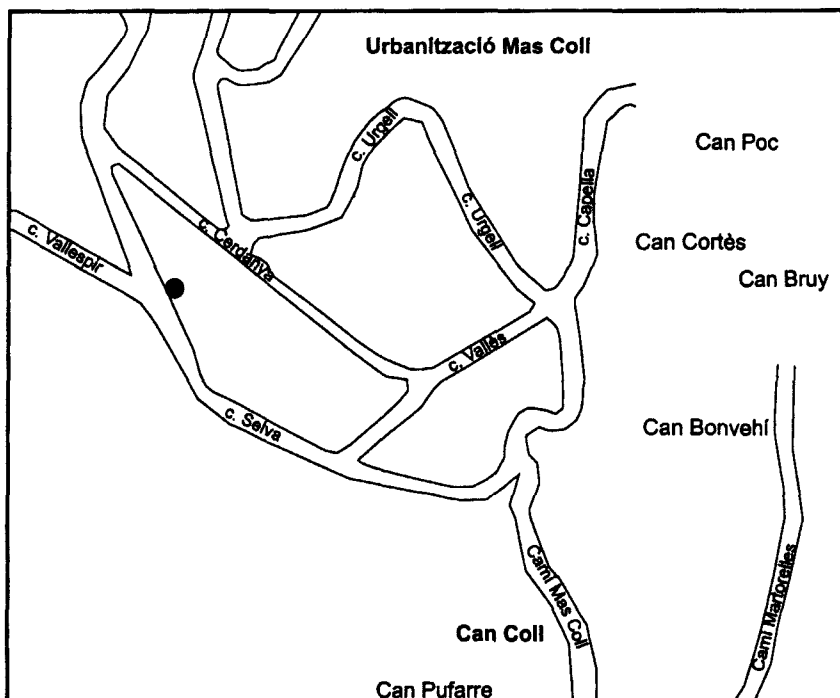 Urbanització Mas Coll
c. Urgell
Can Poc
c. Capella
c. Urgell
c. Cerdanya
c. Vallespir
Can Cortès
Can Bruy
c. Vallès
c. Selva
Can Bonvehí
Camí Mas Coll
Camí Martorelles
Can Coll
Can Pufarre